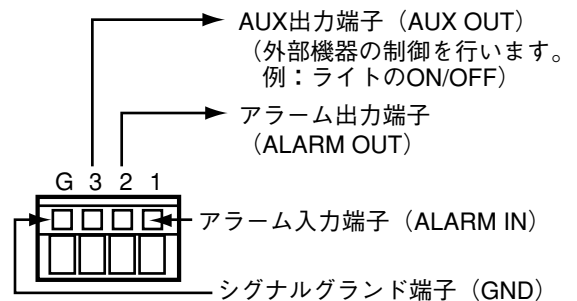 AUX出力端子（AUX OUT）
（外部機器の制御を行います。
例：ライトのON/OFF）
アラーム出力端子
（ALARM OUT）
G 3 2 1
アラーム入力端子（ALARM IN）
シグナルグランド端子（GND）